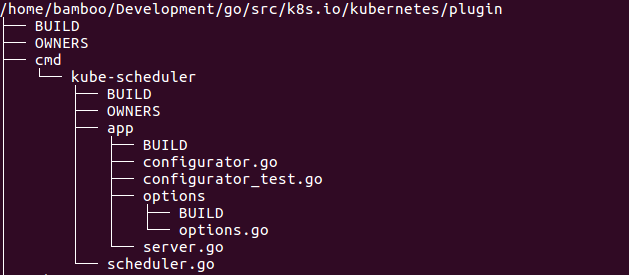 /home/bamboo/Development/go/src/k8s.io/kubernetes/plugin
├── BUILD
├── OWNERS
├── cmd
│   └── kube-scheduler
│       ├── BUILD
│       ├── OWNERS
│       ├── app
│       │   ├── BUILD
│       │   ├── configurator.go
│       │   ├── configurator_test.go
│       │   ├── options
│       │   │   ├── BUILD
│       │   │   └── options.go
│       │   └── server.go
│       └── scheduler.go